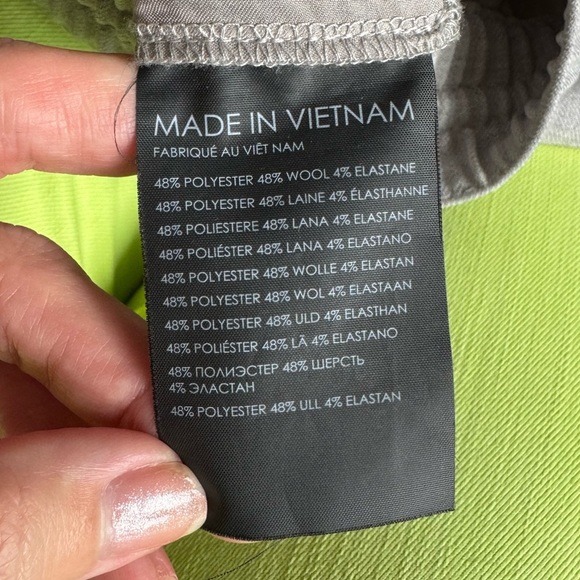 MADE IN VIETNAM
FABRIQUÉ AU VIÊT NAM
48% POLYESTER 48% WOOL 4% ELASTANE
48% POLYESTER 48% LAINE 4% ÉLASTHANNE
48% POLIESTERE 48% LANA 4% ELASTANE
48% POLIÉSTER 48% LANA 4% ELASTANO
48% POLYESTER 48% WOLLE 4% ELASTAN
48% POLYESTER 48% WOL 4% ELASTAAN
48% POLYESTER 48% ULD 4% ELASTHAN
48% POLIÉSTER 48% LÃ 4% ELASTANO
48% ПОЛИЭСТЕР 48% ШЕРСТЬ
4% ЭЛАСТАН
48% POLYESTER 48% ULL 4% ELASTAN